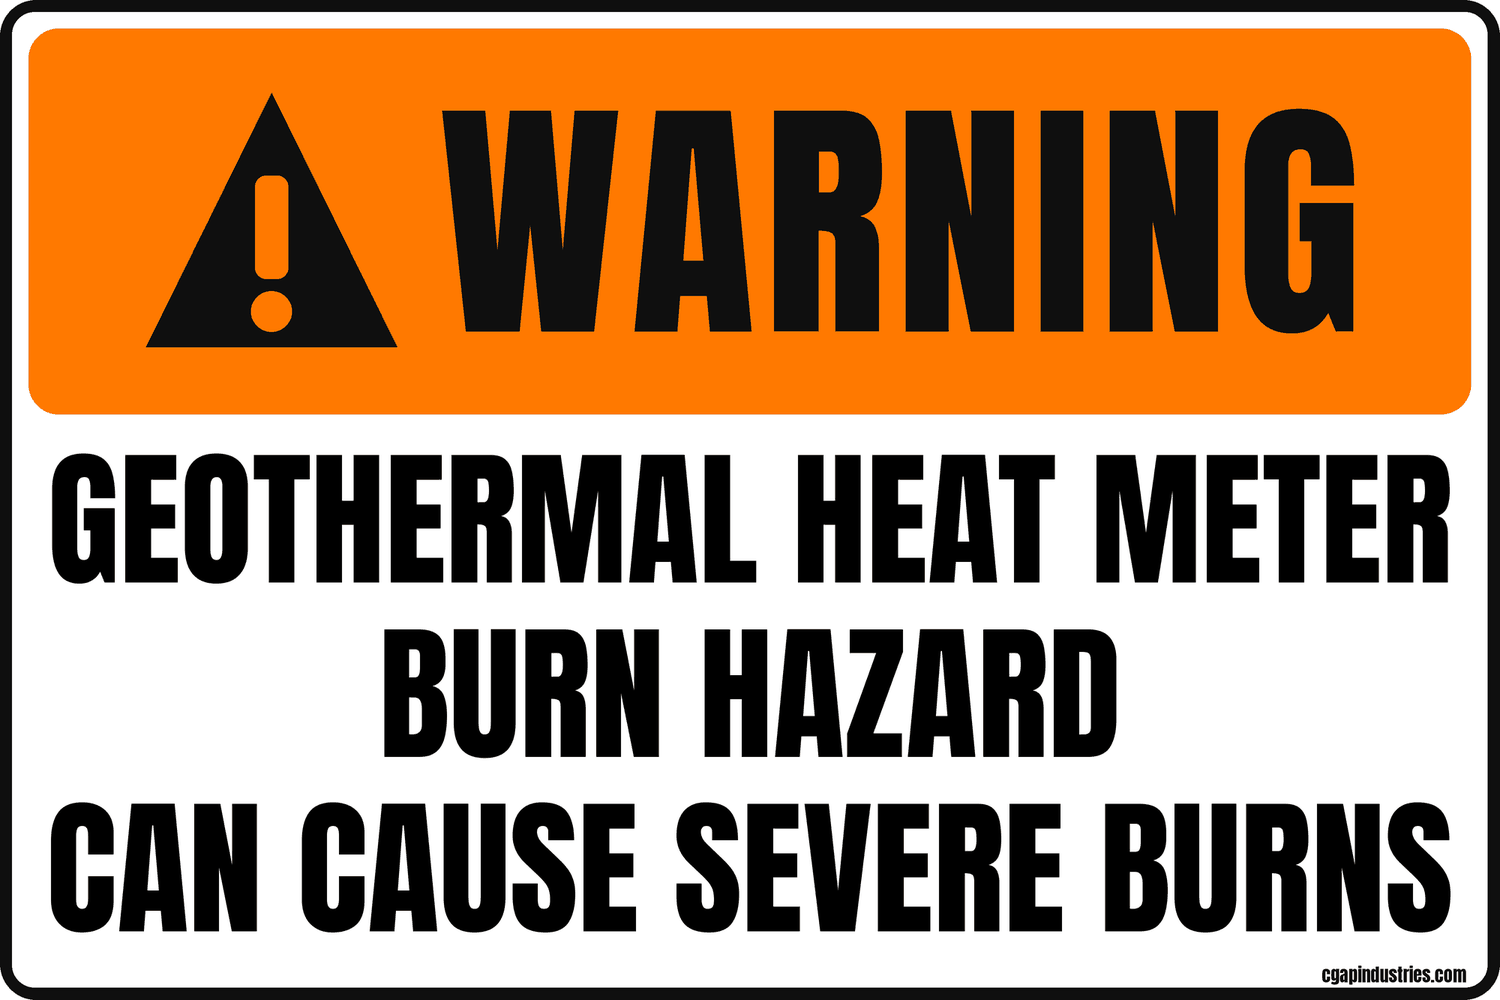 WARNING
GEOTHERMAL HEAT METER
BURN HAZARD
CAN CAUSE SEVERE BURNS
cgapindustries.com